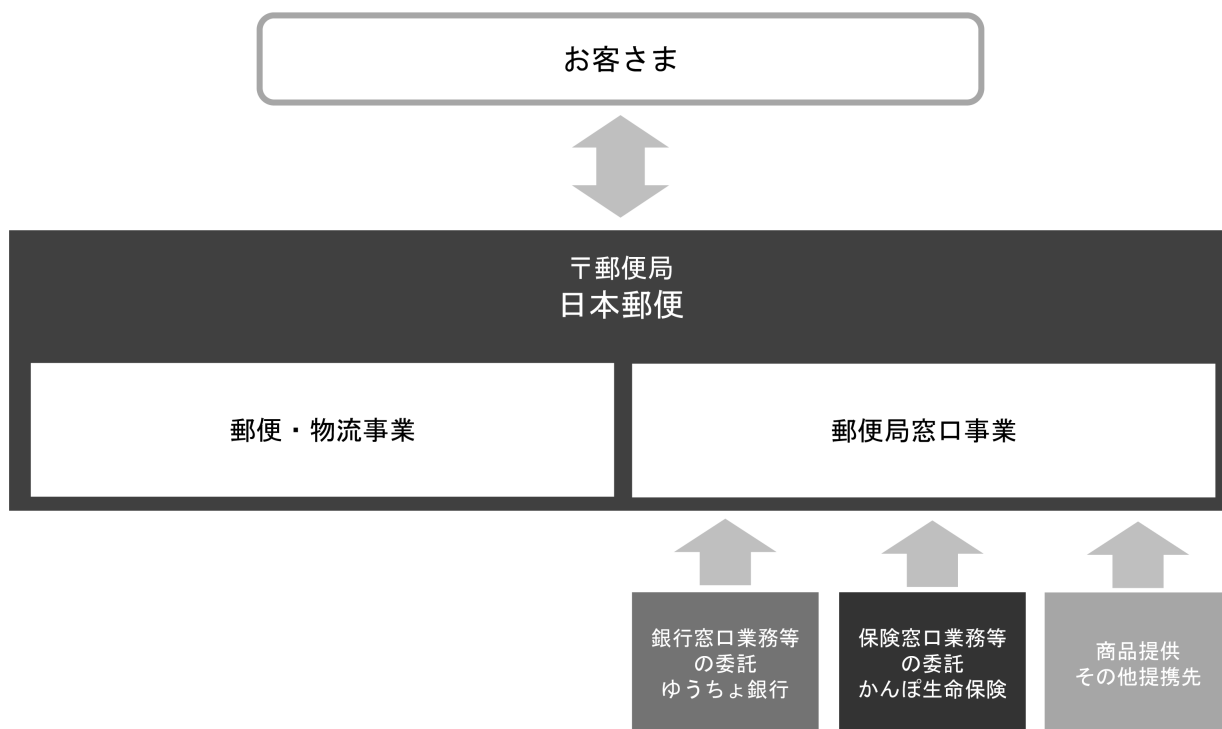 お客さま
〒郵便局
日本郵便
郵便・物流事業
郵便局窓口事業
銀行窓口業務等
の委託
ゆうちょ銀行
保険窓口業務等
の委託
かんぽ生命保険
商品提供
その他提携先